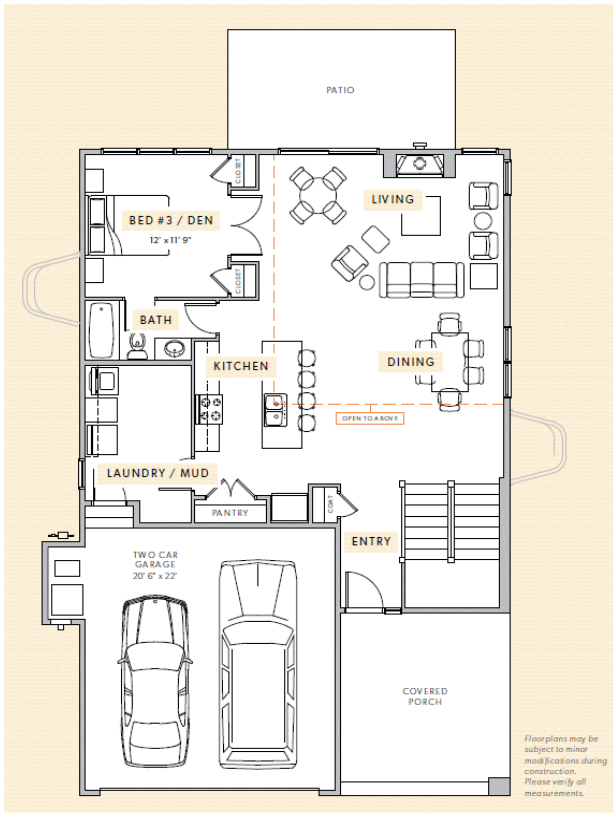 PATIO
CLOSET
LIVING
BED #3 / DEN
12' x 11' 9"
CLOSET
BATH
KITCHEN
DINING
OPEN TO ABOVE
LAUNDRY / MUD
PANTRY
COAT
ENTRY
TWO CAR
GARAGE
20' 6" x 22'
COVERED
PORCH
Floorplans may be
subject to minor
modifications during
construction.
Please verify all
measurements.